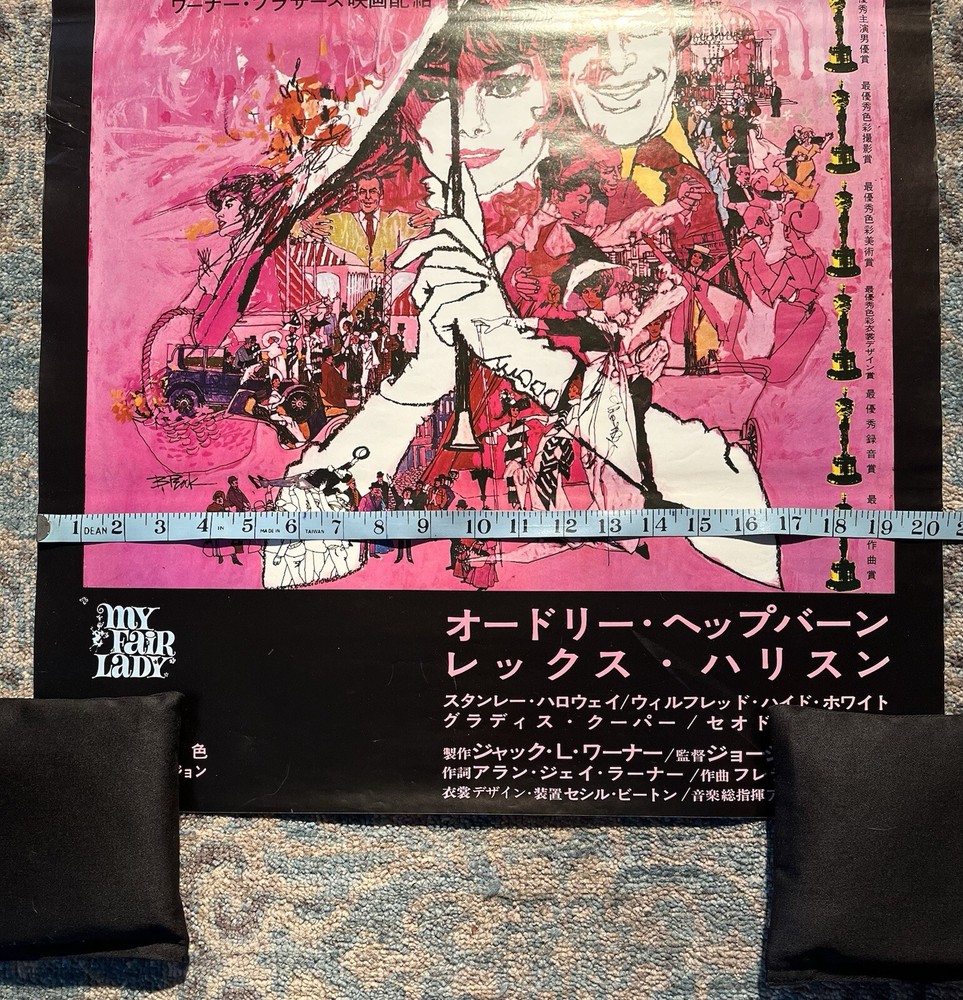 ワーナー・ブラザース映画配給
優秀主演男優賞
最優秀色彩撮影賞
最優秀色彩美術賞
最優秀色彩衣裳デザイン賞
最優秀録音賞
最
作曲賞
B.Peak
1 DEAN 2 3 4 IN 5 MADE IN 6 TAIWAN 7 8 9 10 11 12 13 14 15 16 17 18 19 20 2
MY
FAIR
LADY
オードリー・ヘップバーン
レックス・ハリスン
スタンレー・ハロウェイ/ウィルフレッド・ハイド・ホワイト
グラディス・クーパー/セオド
色
製作ジャック・L・ワーナー/監督ジョー
ジョン
作詞アラン・ジェイ・ラーナー/作曲フレ
衣裳デザイン・装置セシル・ビートン/音楽総指揮ア